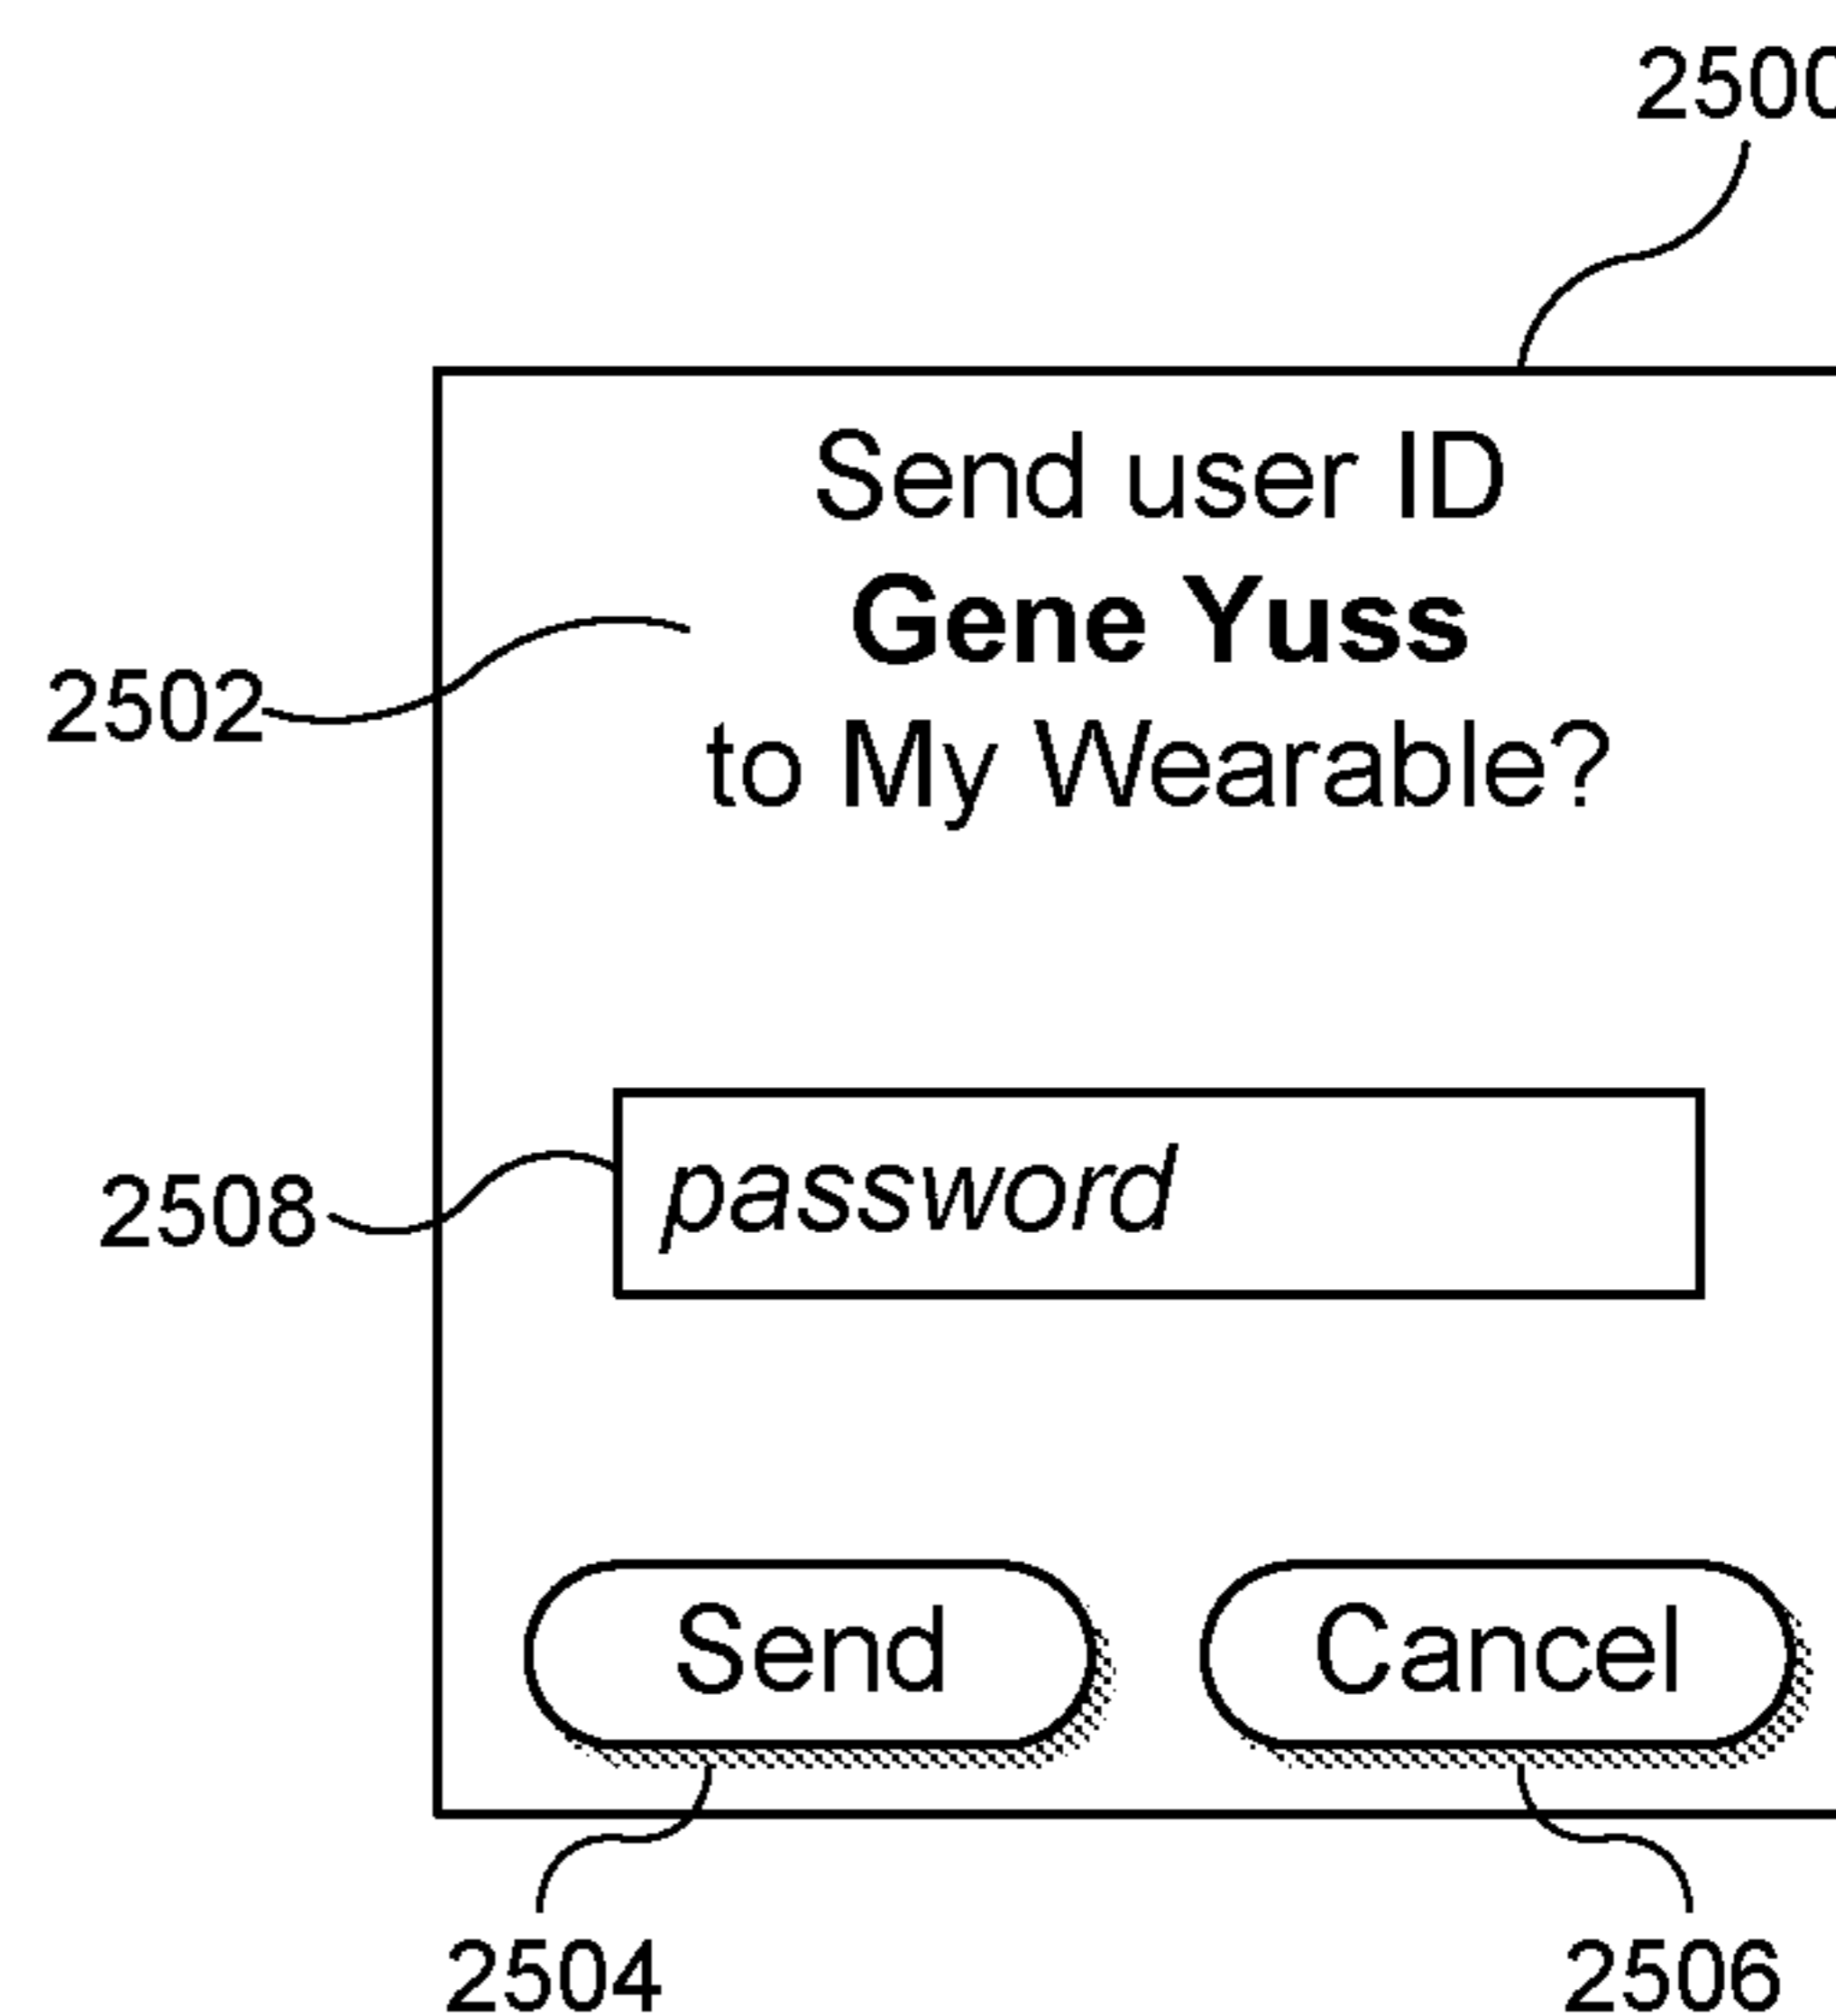 2500
Send user ID
Gene Yuss
2502
to My Wearable?
2508
password
Send
Cancel
2504
2506